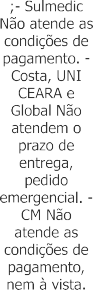 ;- Sulmedic
Não atende as
condições de
pagamento. -
Costa, UNI
CEARA e
Global Não
atendem o
prazo de
entrega,
pedido
emergencial. -
CM Não
atende as
condições de
pagamento,
nem à vista.